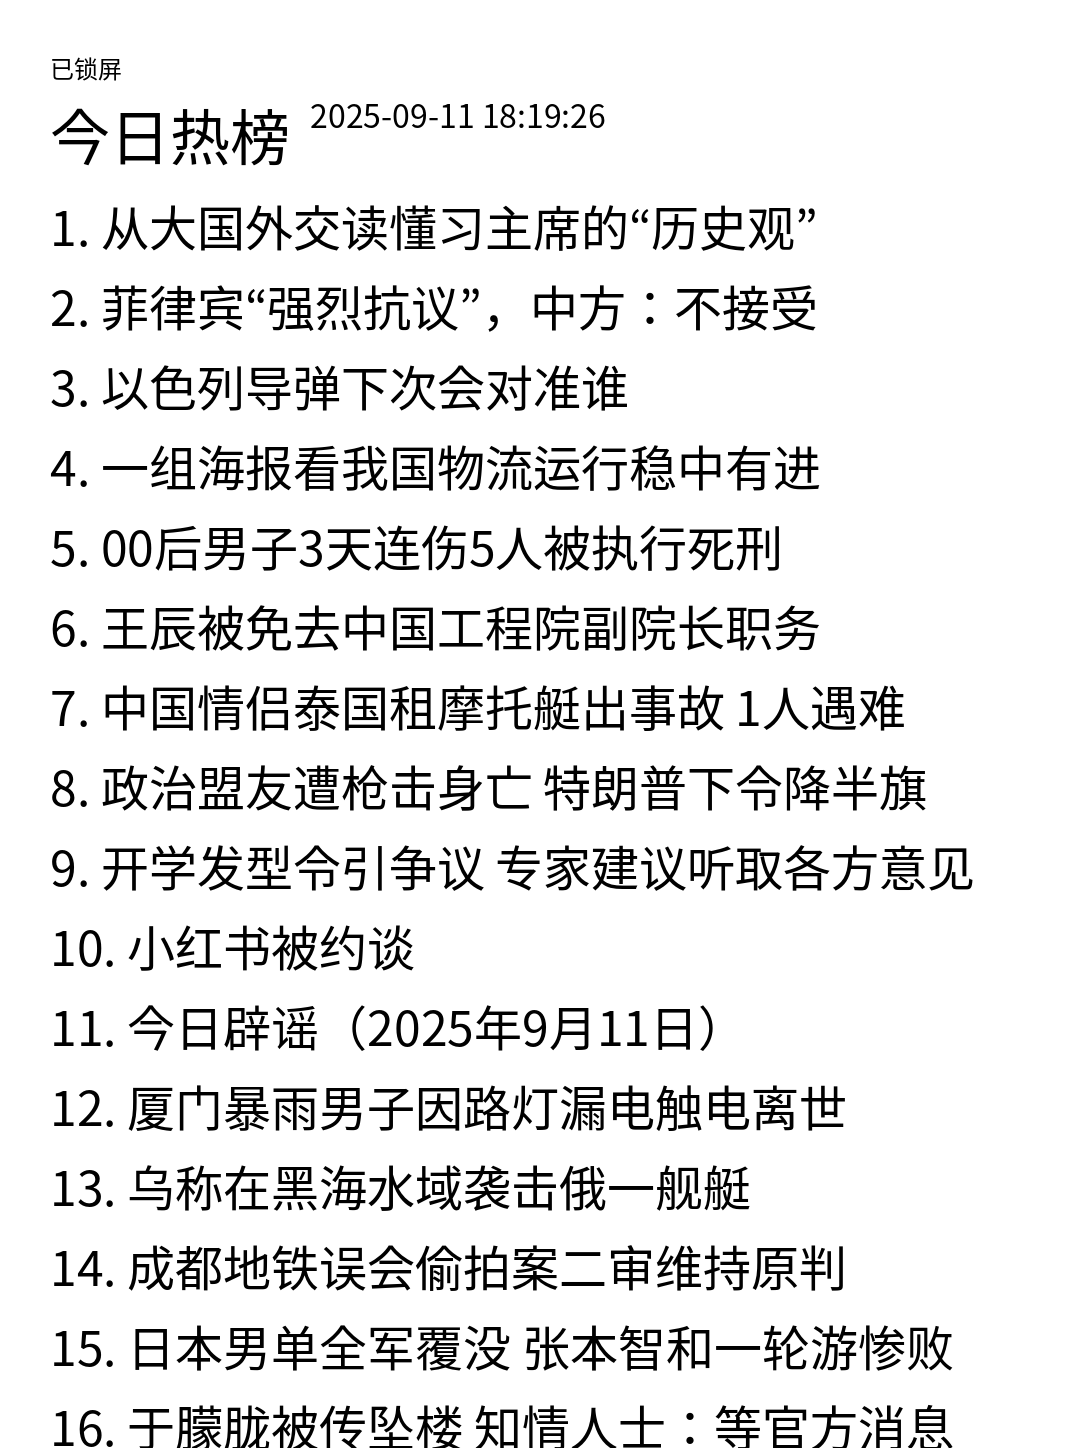 已锁屏
今日热榜 2025-09-11 18:19:26
1. 从大国外交读懂习主席的“历史观”
2. 菲律宾“强烈抗议”，中方：不接受
3. 以色列导弹下次会对准谁
4. 一组海报看我国物流运行稳中有进
5. 00后男子3天连伤5人被执行死刑
6. 王辰被免去中国工程院副院长职务
7. 中国情侣泰国租摩托艇出事故 1人遇难
8. 政治盟友遭枪击身亡 特朗普下令降半旗
9. 开学发型令引争议 专家建议听取各方意见
10. 小红书被约谈
11. 今日辟谣（2025年9月11日）
12. 厦门暴雨男子因路灯漏电触电离世
13. 乌称在黑海水域袭击俄一舰艇
14. 成都地铁误会偷拍案二审维持原判
15. 日本男单全军覆没 张本智和一轮游惨败
16. 于朦胧被传坠楼 知情人士：等官方消息